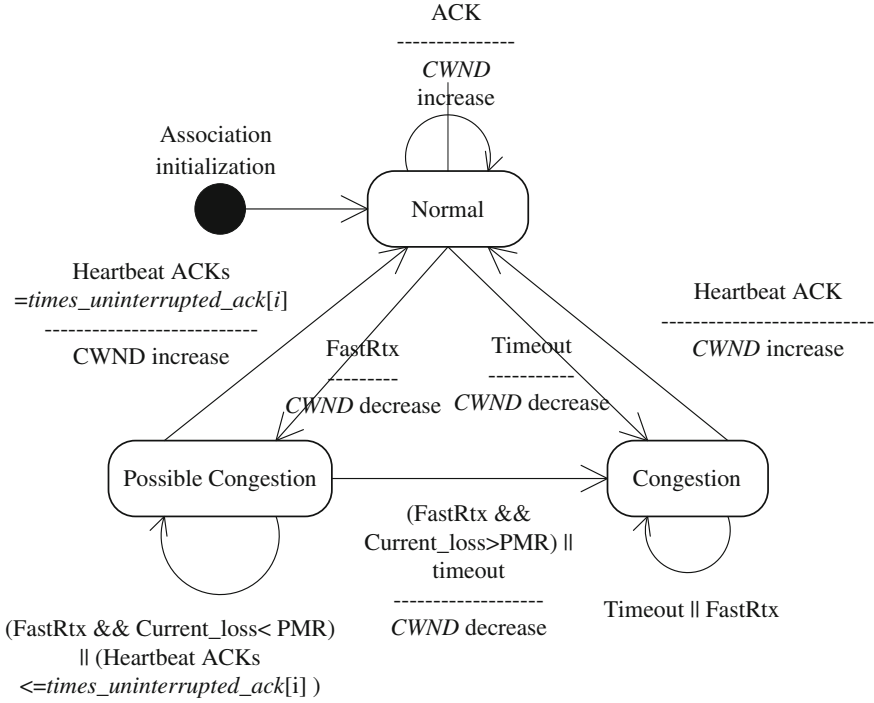 ACK
----------------
CWND
increase
Association
initialization
Normal
Heartbeat ACKs
=times_uninterrupted_ack[i]
-----------------------------
CWND increase
FastRtx
----------
CWND decrease
Timeout
------------
CWND decrease
Heartbeat ACK
-----------------------------
CWND increase
Possible Congestion
Congestion
(FastRtx &&
Current_loss>PMR) ||
timeout
---------------------
CWND decrease
Timeout || FastRtx
(FastRtx && Current_loss< PMR)
|| (Heartbeat ACKs
<=times_uninterrupted_ack[i] )